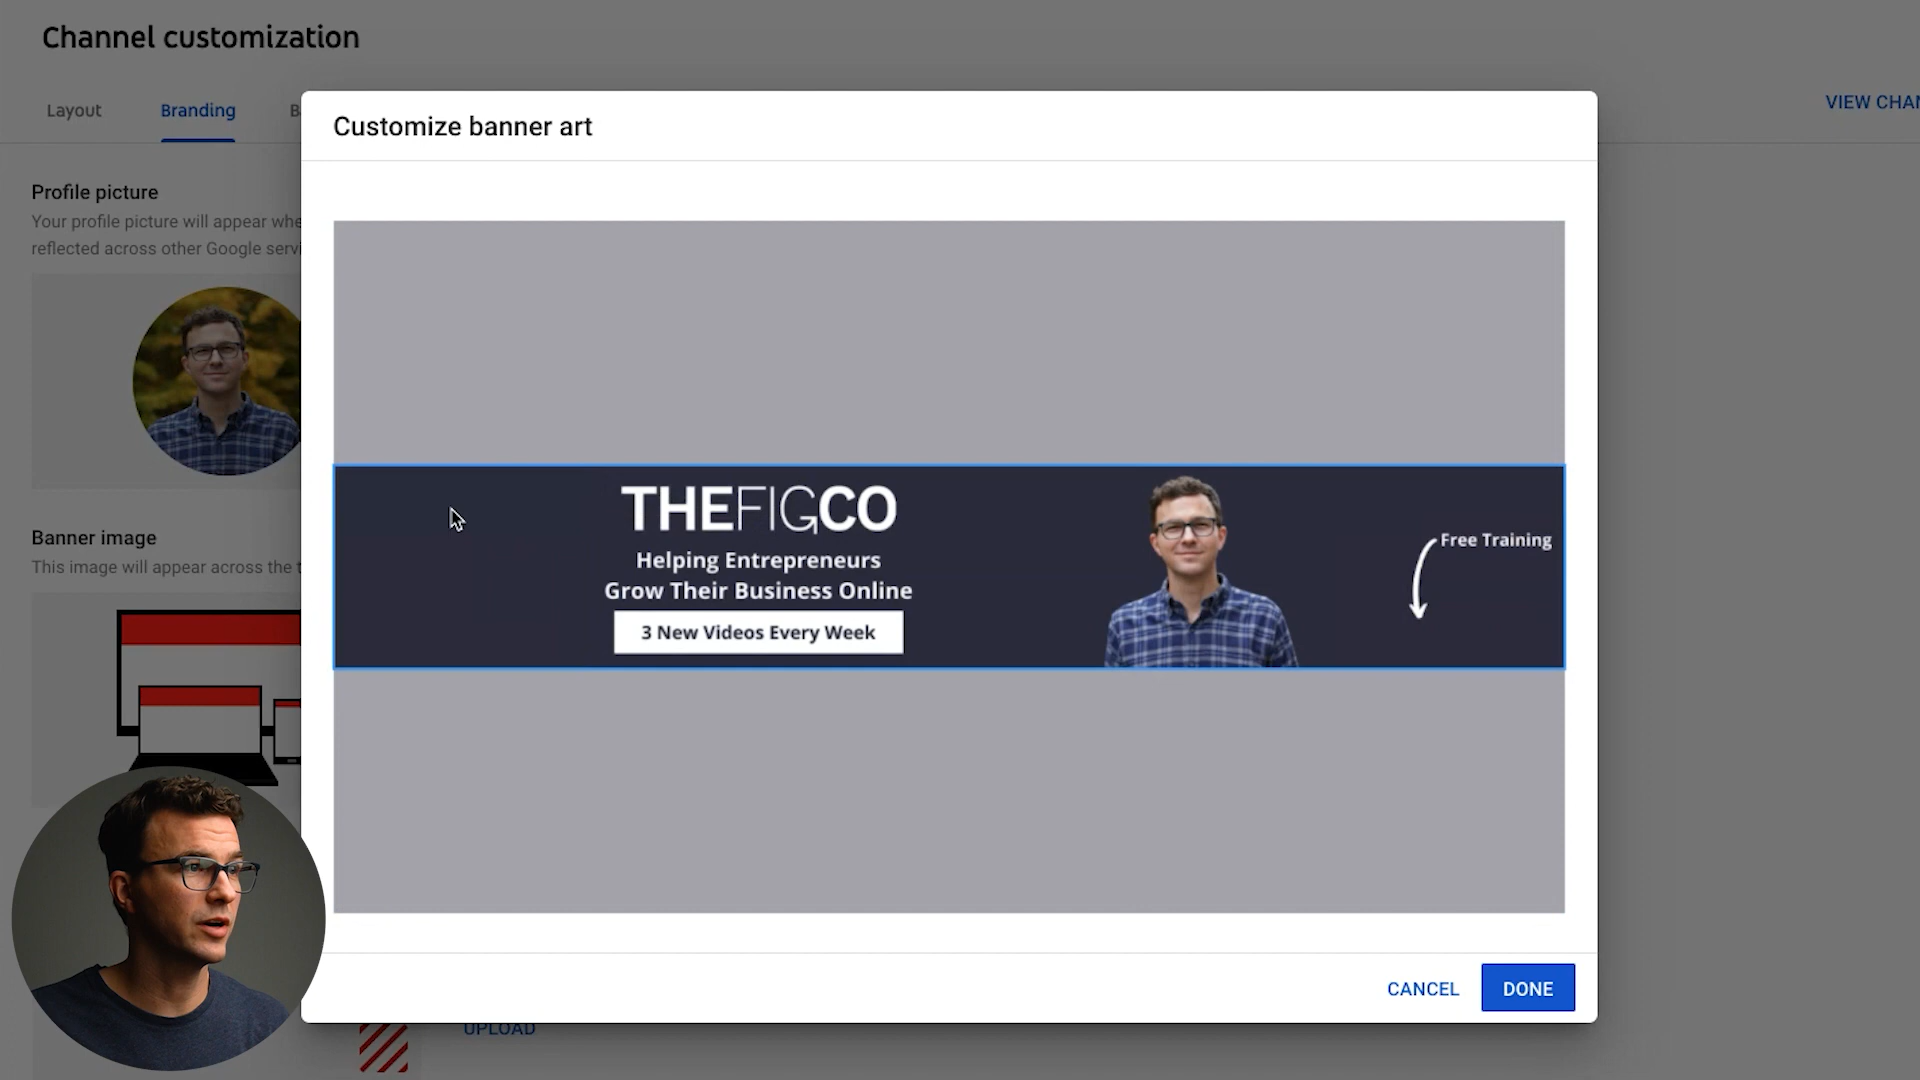 Channel customization
Layout
Branding
B
VIEW CHAN
Customize banner art
Profile picture
Your profile picture will appear whe
reflected across other Google servi
THEFIGCO
Helping Entrepreneurs
Grow Their Business Online
3 New Videos Every Week
Free Training
Banner image
This image will appear across the t
CANCEL
DONE
UPLOAD